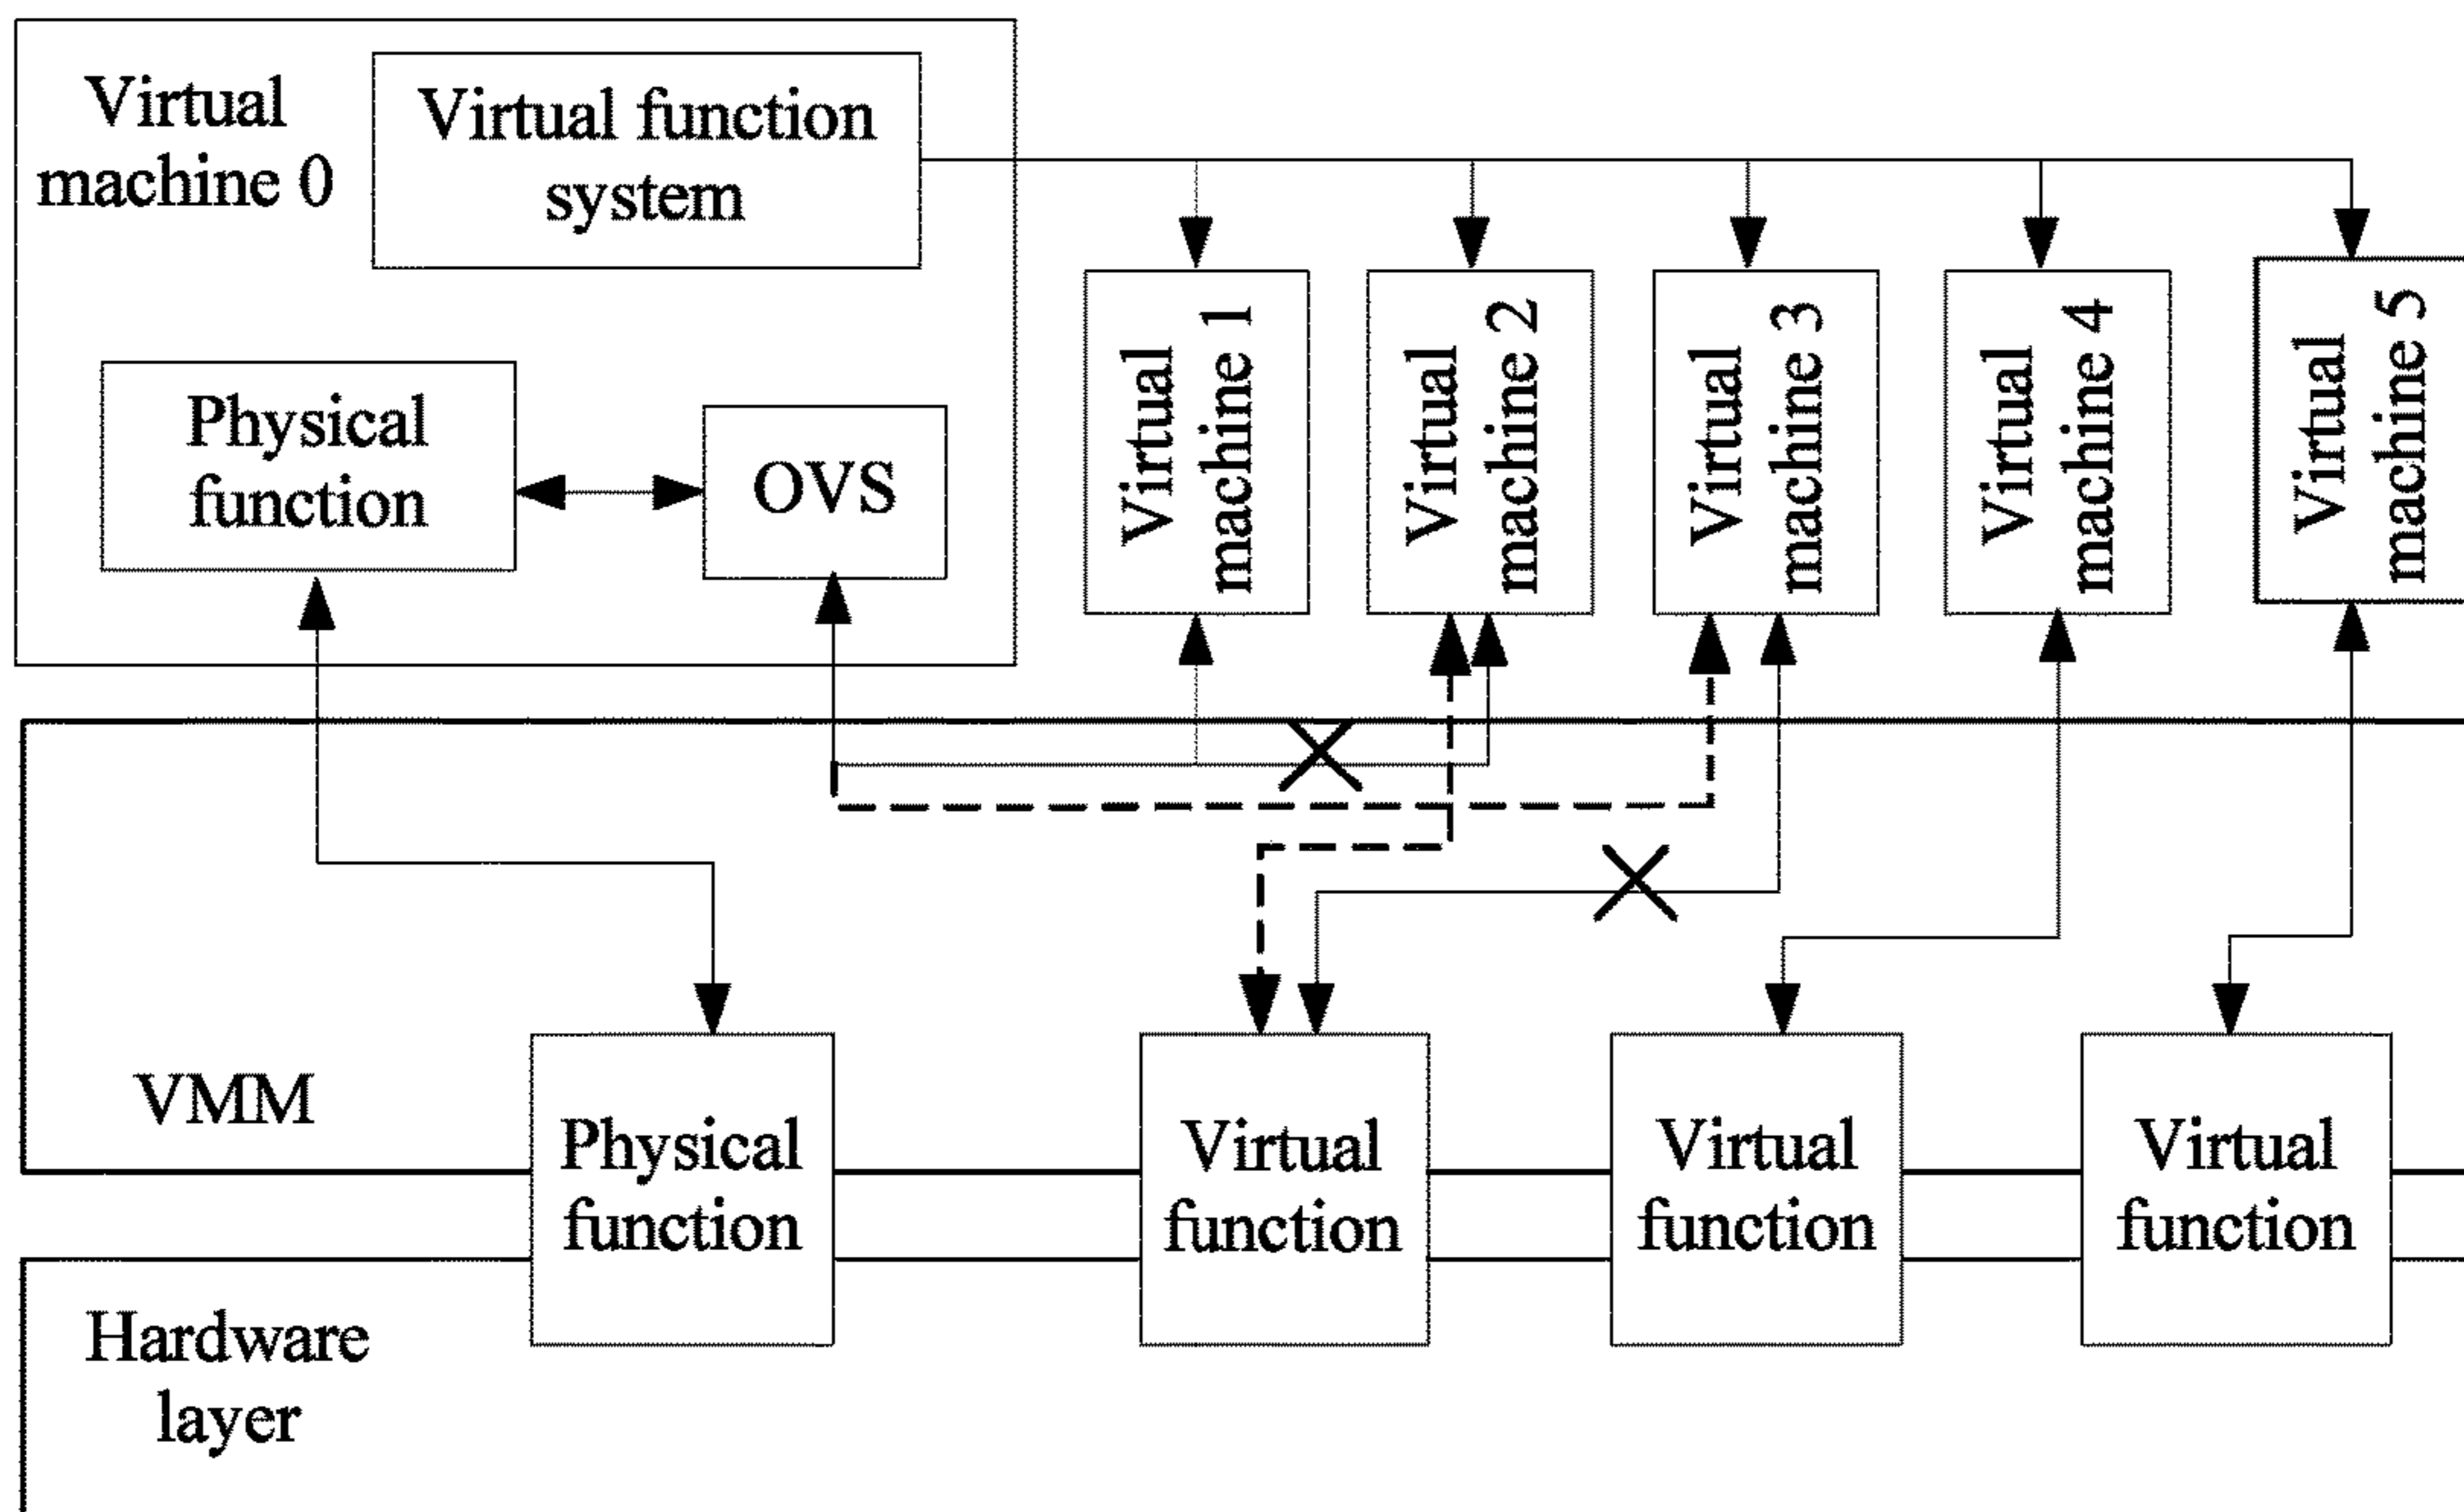 Virtual
machine 0
Virtual function
system
Physical
function
OVS
Virtual
machine 1
Virtual
machine 2
Virtual
machine 3
Virtual
machine 4
Virtual
machine 5
VMM
Physical
function
Virtual
function
Virtual
function
Virtual
function
Hardware
layer